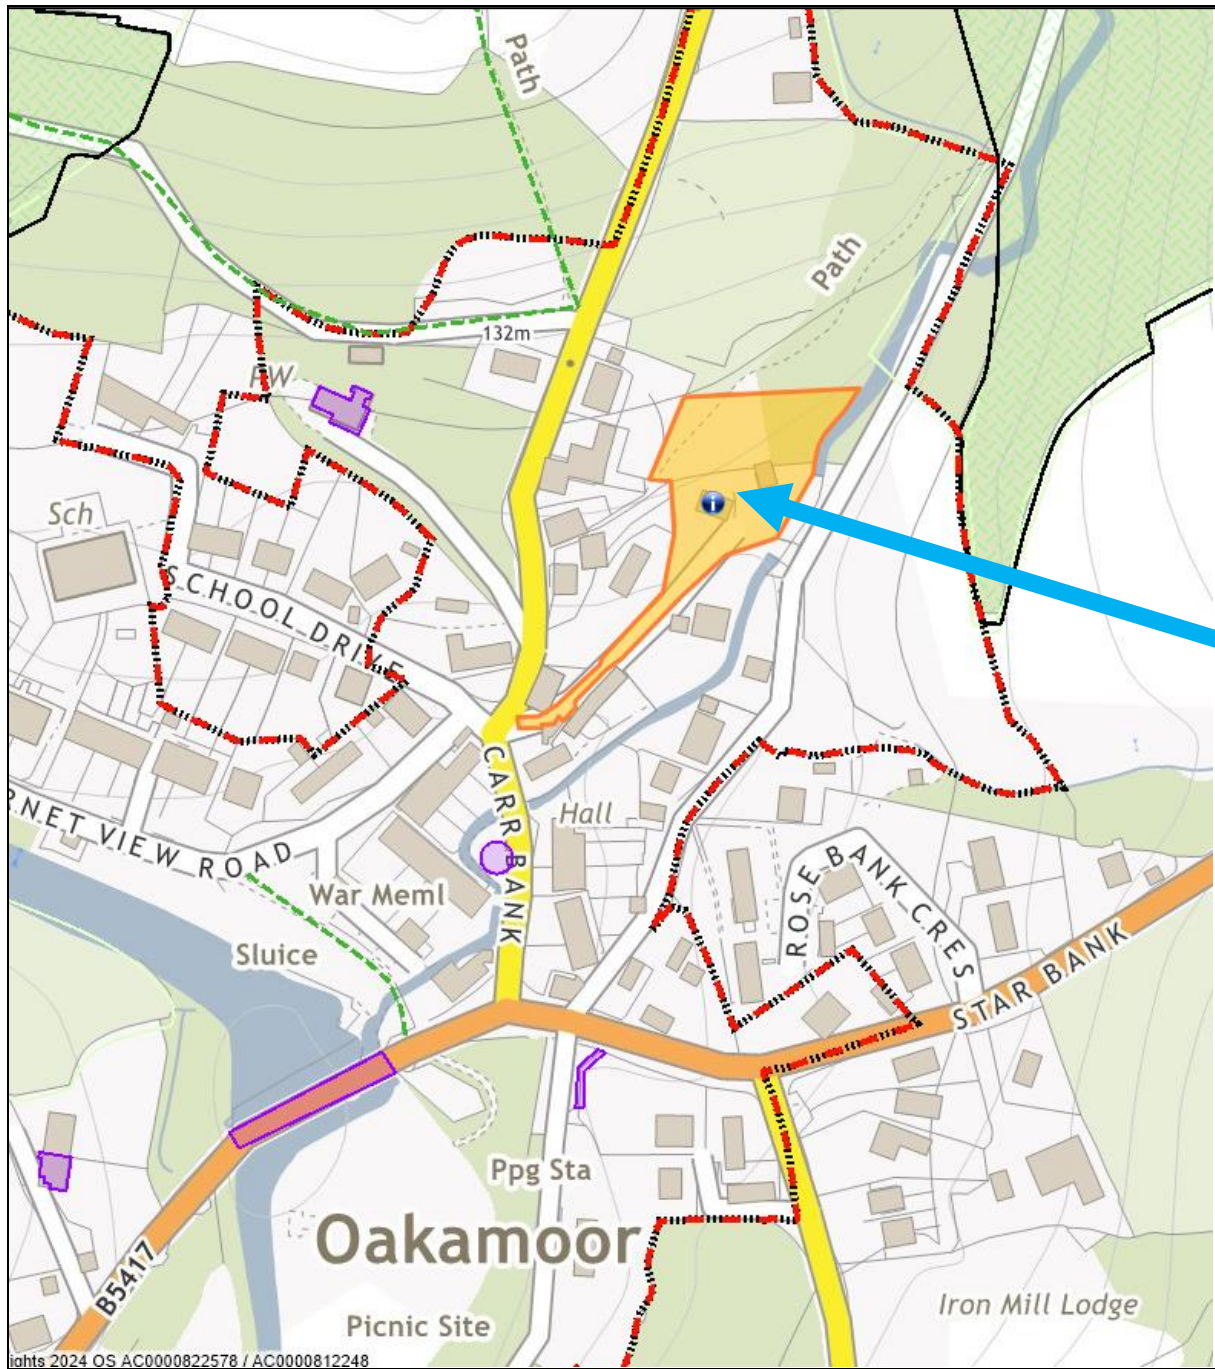 Path
Path
132m
PW
Sch
SCHOOL DRIVE
CARR BANK
Hall
RNET VIEW ROAD
War Meml
ROSE BANK CRES
Sluice
STAR BANK
Ppg Sta
Oakamoor
B5417
Iron Mill Lodge
Picnic Site
ights 2024 OS AC0000822578 / AC0000812248